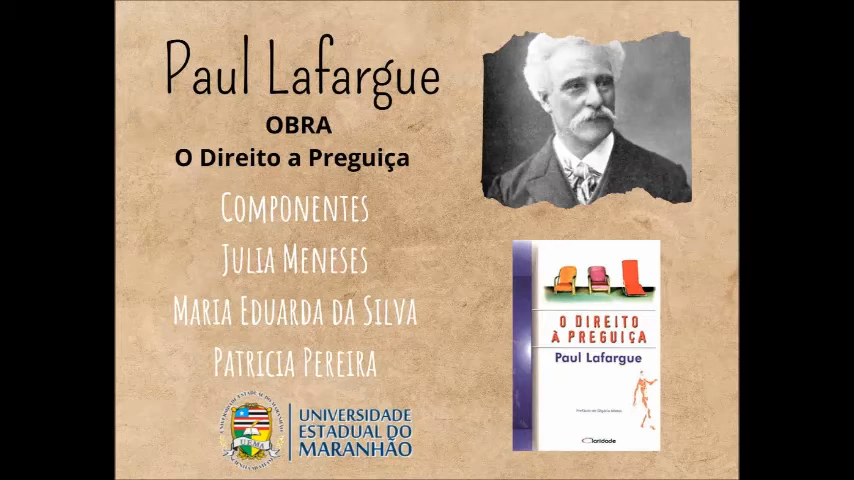 Paul Lafargue
OBRA
O Direito a Preguiça
COMPONENTES
JULIA MENESES
MARIA EDUARDA DA SILVA
PATRICIA PEREIRA
UEMA
UNIVERSIDADE
ESTADUAL DO
MARANHÃO
O DIREITO
À PREGUIÇA
Paul Lafargue
Claridade